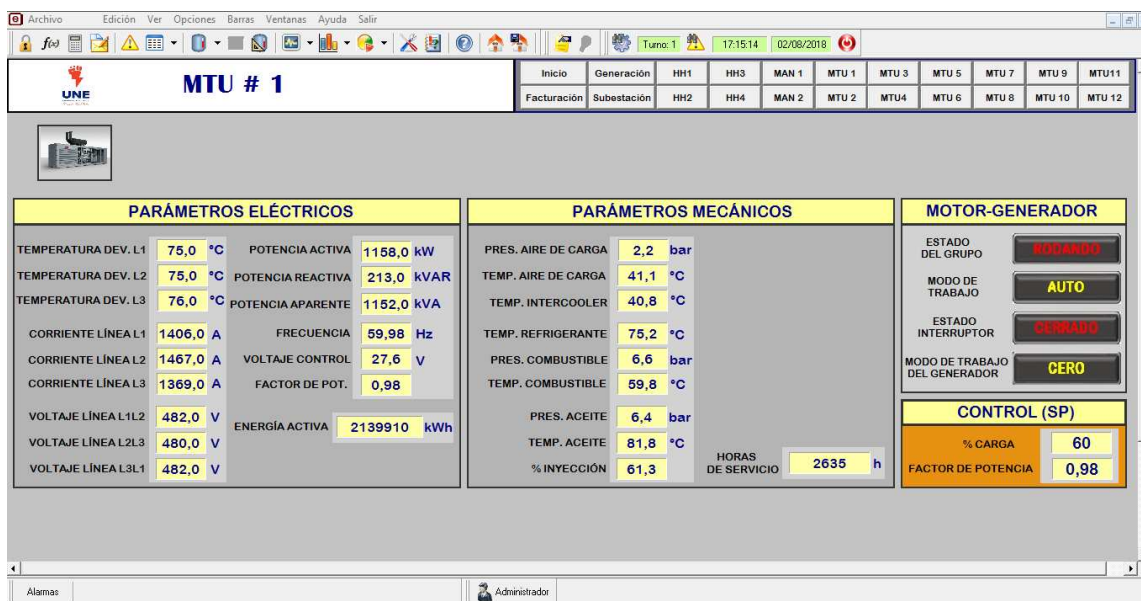 Archivo Edición Ver Opciones Barras Ventanas Ayuda Salir
f(x) Turno: 1 17:15:14 02/08/2018
UNE
MTU # 1
Inicio Generación HH1 HH3 MAN 1 MTU 1 MTU 3 MTU 5 MTU 7 MTU 9 MTU11
Facturación Subestación HH2 HH4 MAN 2 MTU 2 MTU4 MTU 6 MTU 8 MTU 10 MTU 12
PARÁMETROS ELÉCTRICOS
TEMPERATURA DEV. L1 75,0 °C
TEMPERATURA DEV. L2 75,0 °C
TEMPERATURA DEV. L3 76,0 °C
CORRIENTE LÍNEA L1 1406,0 A
CORRIENTE LÍNEA L2 1467,0 A
CORRIENTE LÍNEA L3 1369,0 A
VOLTAJE LÍNEA L1L2 482,0 V
VOLTAJE LÍNEA L2L3 480,0 V
VOLTAJE LÍNEA L3L1 482,0 V
POTENCIA ACTIVA 1158,0 kW
POTENCIA REACTIVA 213,0 kVAR
POTENCIA APARENTE 1152,0 kVA
FRECUENCIA 59,98 Hz
VOLTAJE CONTROL 27,6 V
FACTOR DE POT. 0,98
ENERGÍA ACTIVA 2139910 kWh
PARÁMETROS MECÁNICOS
PRES. AIRE DE CARGA 2,2 bar
TEMP. AIRE DE CARGA 41,1 °C
TEMP. INTERCOOLER 40,8 °C
TEMP. REFRIGERANTE 75,2 °C
PRES. COMBUSTIBLE 6,6 bar
TEMP. COMBUSTIBLE 59,8 °C
PRES. ACEITE 6,4 bar
TEMP. ACEITE 81,8 °C
% INYECCIÓN 61,3
HORAS
DE SERVICIO 2635 h
MOTOR-GENERADOR
ESTADO
DEL GRUPO RODANDO
MODO DE
TRABAJO AUTO
ESTADO
INTERRUPTOR CERRADO
MODO DE TRABAJO
DEL GENERADOR CERO
CONTROL (SP)
% CARGA 60
FACTOR DE POTENCIA 0,98
Alarmas Administrador